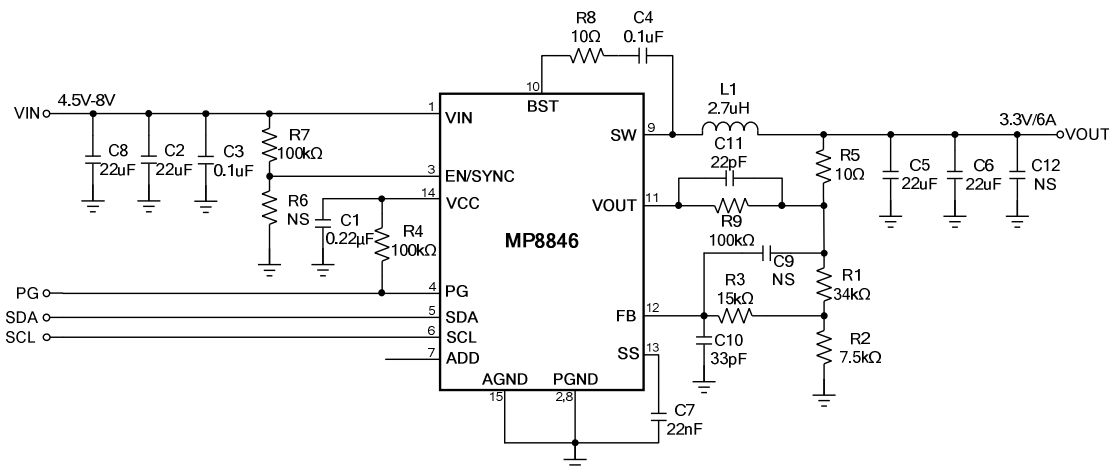 R8
10Ω
C4
0.1uF
10
BST
VIN
4.5V-8V
1
VIN
C8
22uF
C2
22uF
C3
0.1uF
R7
100kΩ
3
EN/SYNC
R6
NS
14
VCC
C1
0.22µF
R4
100kΩ
PG
4
PG
SDA
5
SDA
SCL
6
SCL
7
ADD
MP8846
AGND
15
PGND
2,8
SW
9
L1
2.7uH
C11
22pF
VOUT
11
R9
100kΩ
R5
10Ω
3.3V/6A
VOUT
C5
22uF
C6
22uF
C12
NS
C9
NS
R3
15kΩ
R1
34kΩ
FB
12
C10
33pF
R2
7.5kΩ
SS
13
C7
22nF